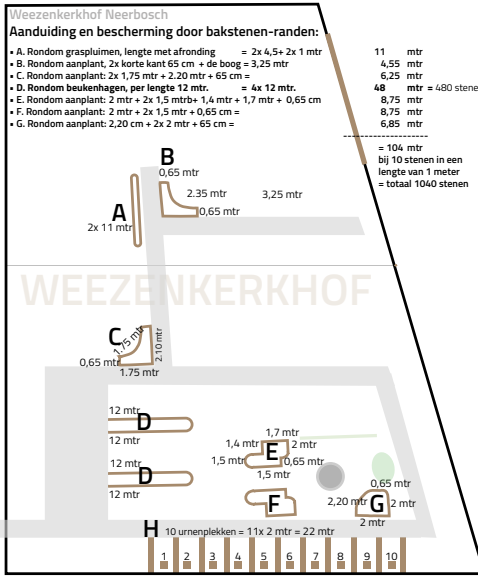 Weezenkerkhof Neerbosch
Aanduiding en bescherming door bakstenen-randen:
• A. Rondom graspluimen, lengte met afronding = 2x 4,5+ 2x 1 mtr 11 mtr
• B. Rondom aanplant, 2x korte kant 65 cm + de boog = 3,25 mtr 4,55 mtr
• C. Rondom aanplant: 2x 1,75 mtr + 2.20 mtr + 65 cm = 6,25 mtr
• D. Rondom beukenhagen, per lengte 12 mtr. = 4x 12 mtr. 48 mtr = 480 stene
• E. Rondom aanplant: 2 mtr + 2x 1,5 mtrb+ 1,4 mtr + 1,7 mtr + 0,65 cm 8,75 mtr
• F. Rondom aanplant: 2 mtr + 2x 1,5 mtr + 0,65 cm = 8,75 mtr
• G. Rondom aanplant: 2,20 cm + 2x 2 mtr + 65 cm = 6,85 mtr
--------------------
= 104 mtr
bij 10 stenen in een
lengte van 1 meter
= totaal 1040 stenen
B
0,65 mtr
2.35 mtr 3,25 mtr
A 0,65 mtr
2x 11 mtr
WEEZENKERKHOF
C 1.75 mtr 2.10 mtr
0,65 mtr
1.75 mtr
12 mtr
D
12 mtr
1,7 mtr
1,4 mtr 2 mtr
E
1,5 mtr 0,65 mtr
1,5 mtr
12 mtr
D
12 mtr
0,65 mtr
F 2,20 mtr G 2 mtr
2 mtr
H 10 urnenplekken = 11x 2 mtr = 22 mtr
1 2 3 4 5 6 7 8 9 10